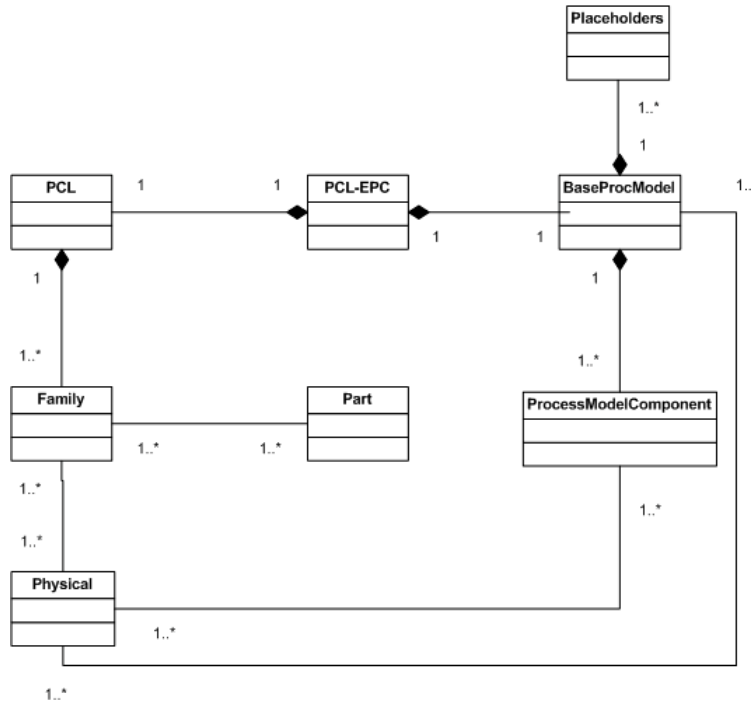 Placeholders
1..*
1
PCL
1
1
PCL-EPC
BaseProcModel
1..
1
1
1
1
1..*
1..*
Family
Part
ProcessModelComponent
1..*
1..*
1..*
1..*
1..*
Physical
1..*
1..*